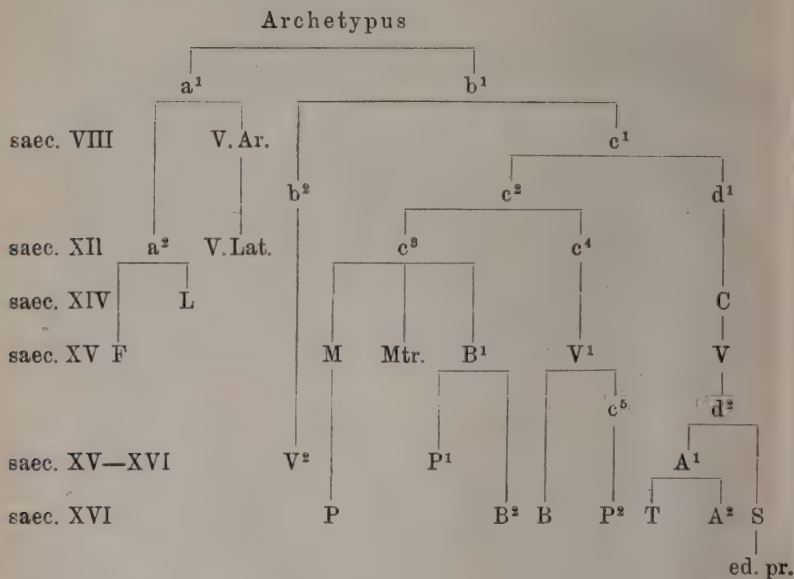 Archetypus
a¹ b¹
saec. VIII V. Ar. c¹
b² c² d¹
saec. XII a² V. Lat. c³ c⁴
saec. XIV L C
saec. XV F M Mtr. B¹ V¹ V
c⁵ d²
saec. XV—XVI V² P¹ A¹
saec. XVI P B² B P² T A² S
ed. pr.